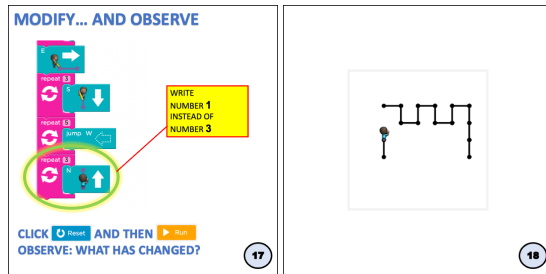 MODIFY... AND OBSERVE
E
repeat 3
S
repeat 5
jump W
repeat 3
N
WRITE
NUMBER 1
INSTEAD OF
NUMBER 3
CLICK Reset AND THEN Run
OBSERVE: WHAT HAS CHANGED?
17
18